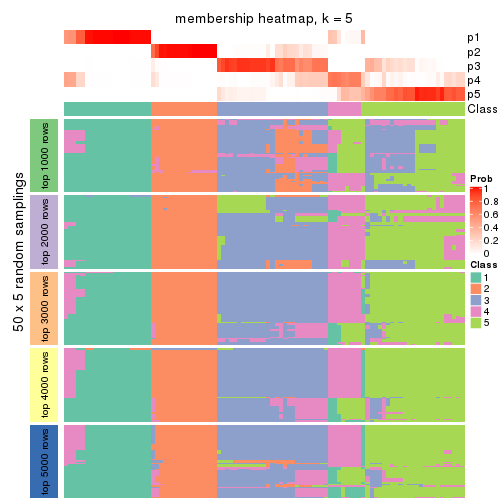 membership heatmap, k = 5
p1
p2
p3
p4
p5
Class
50 x 5 random samplings
top 1000 rows
top 2000 rows
top 3000 rows
top 4000 rows
top 5000 rows
Prob
1
0.8
0.6
0.4
0.2
0
Class
1
2
3
4
5